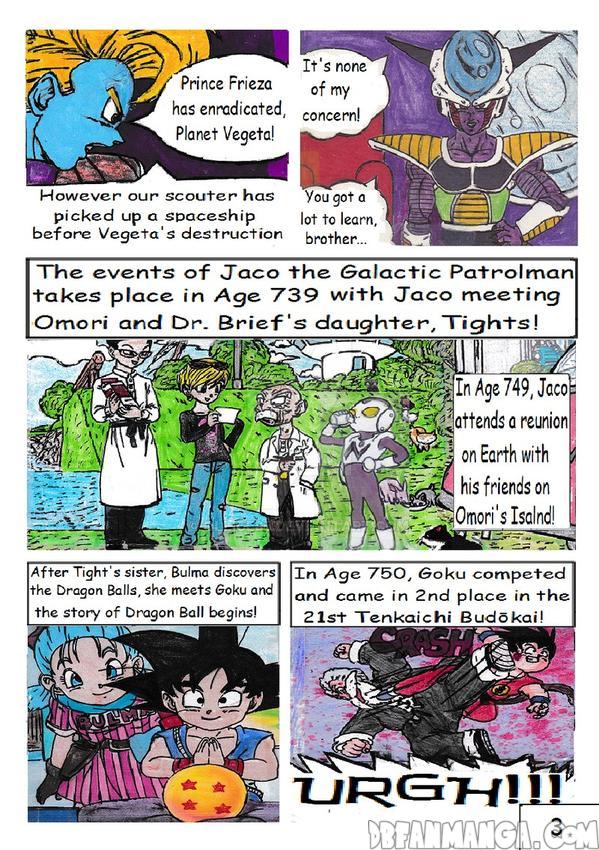 Prince Frieza
has enradicated,
Planet Vegeta!
However our scouter has
picked up a spaceship
before Vegeta's destruction
It's none
of my
concern!
You got a
lot to learn,
brother...
The events of Jaco the Galactic Patrolman
takes place in Age 739 with Jaco meeting
Omori and Dr. Brief's daughter, Tights!
In Age 749, Jaco
attends a reunion
on Earth with
his friends on
Omori's Isalnd!
After Tight's sister, Bulma discovers
the Dragon Balls, she meets Goku and
the story of Dragon Ball begins!
BULMA
In Age 750, Goku competed
and came in 2nd place in the
21st Tenkaichi Budōkai!
CRASH
URGH!!!
3
DBFANMANGA.COM